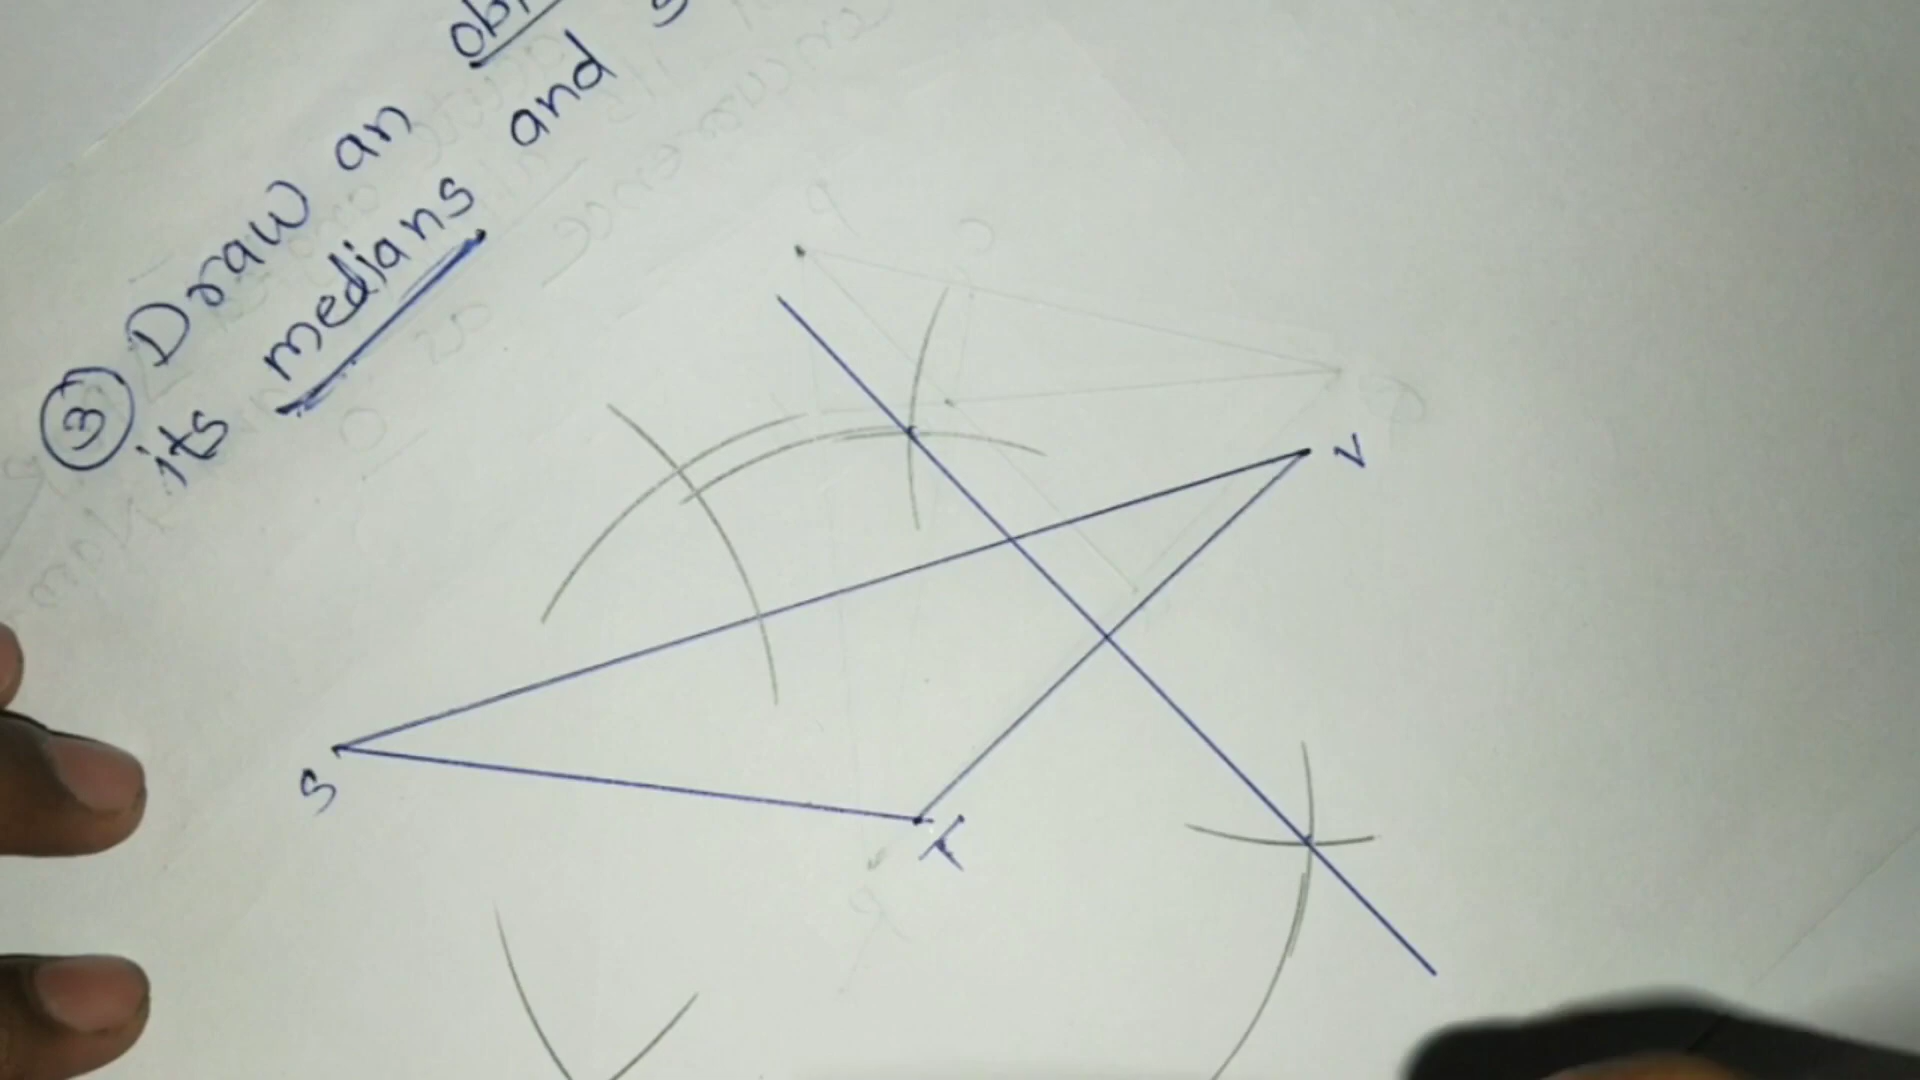 ③ Draw an
its medians and
V
S
T